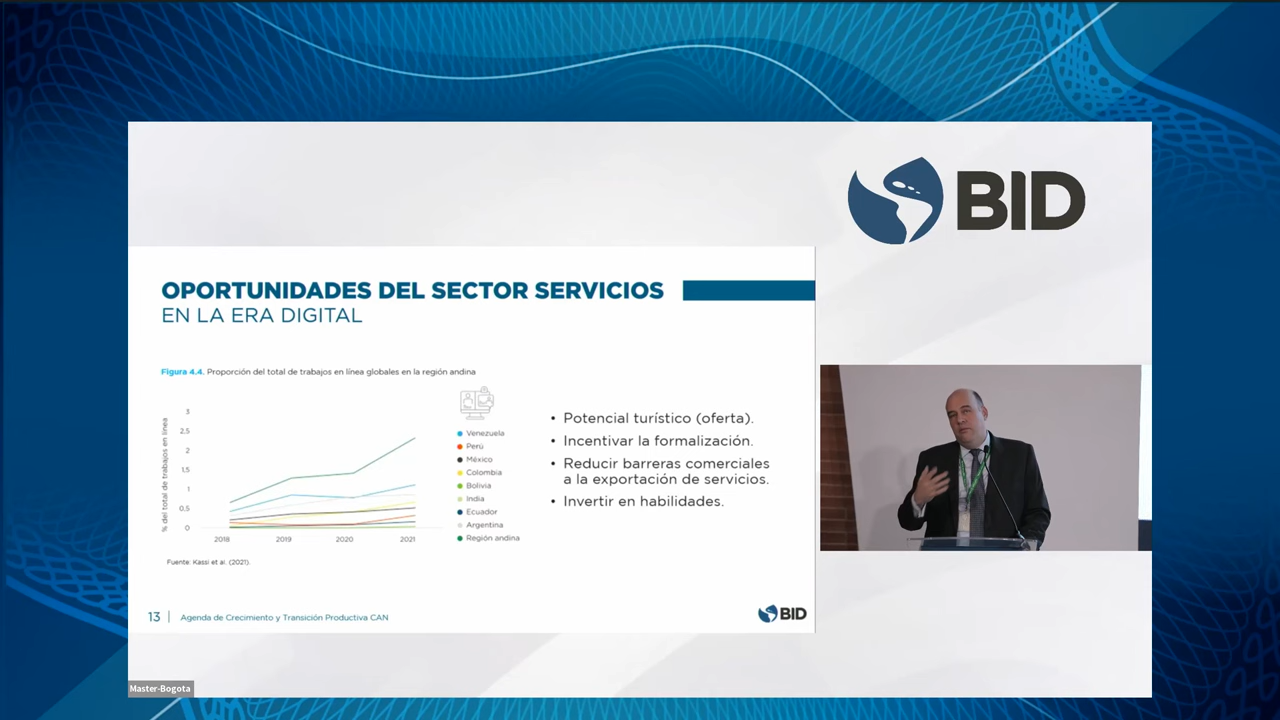 BID
OPORTUNIDADES DEL SECTOR SERVICIOS
EN LA ERA DIGITAL
Figura 4.4. Proporción del total de trabajos en línea globales en la región andina
% del total de trabajos en línea
3
2,5
2
1,5
1
0,5
0
2018
2019
2020
2021
Venezuela
Perú
México
Colombia
Bolivia
India
Ecuador
Argentina
Región andina
Fuente: Kassi et al. (2021).
• Potencial turístico (oferta).
• Incentivar la formalización.
• Reducir barreras comerciales
a la exportación de servicios.
• Invertir en habilidades.
13 | Agenda de Crecimiento y Transición Productiva CAN
BID
Master-Bogota